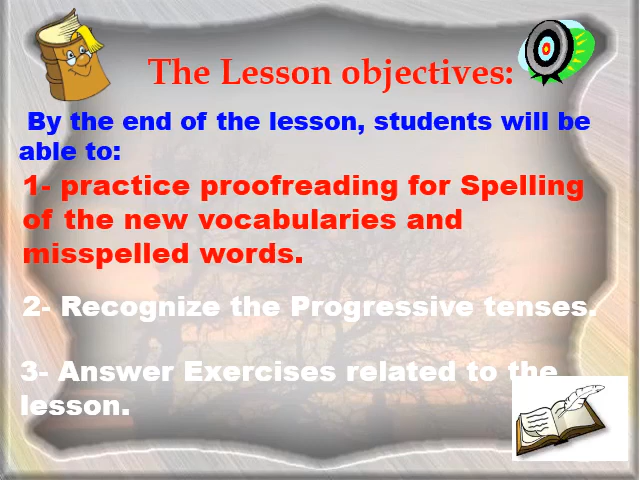 The Lesson objectives:
By the end of the lesson, students will be
able to:
1- practice proofreading for Spelling
of the new vocabularies and
misspelled words.
2- Recognize the Progressive tenses.
3- Answer Exercises related to the
lesson.